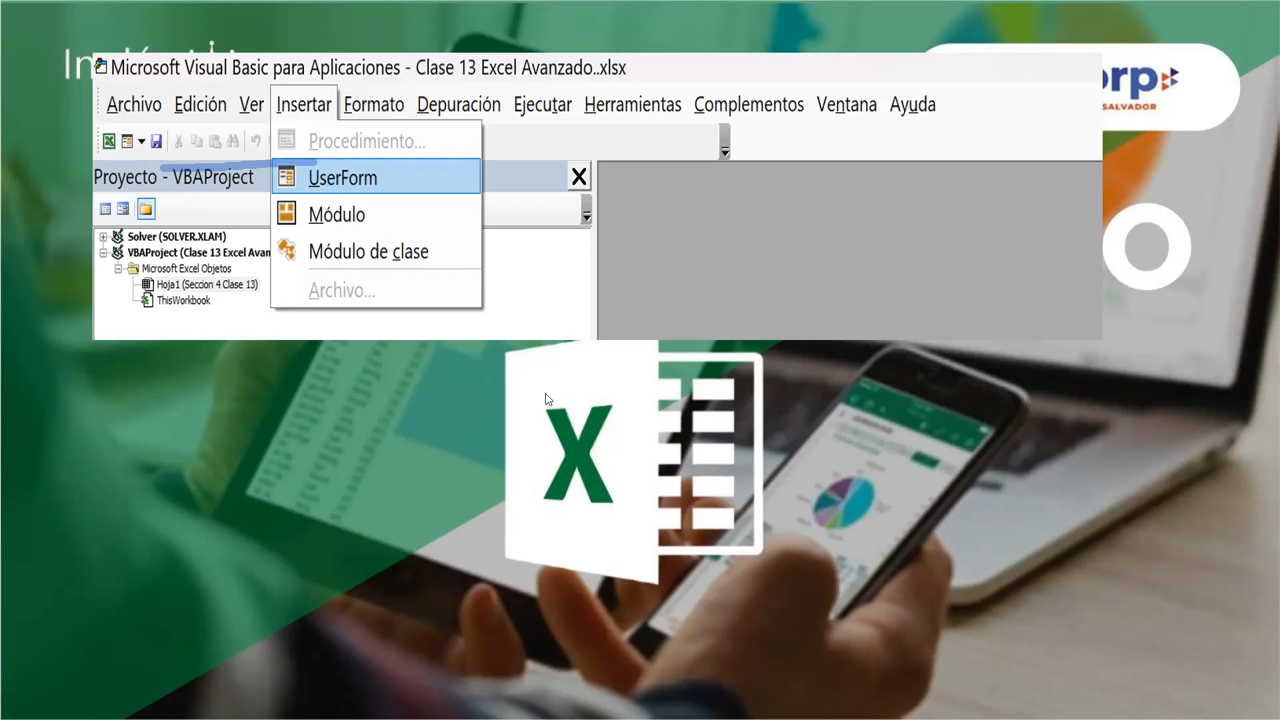 Microsoft Visual Basic para Aplicaciones - Clase 13 Excel Avanzado..xlsx
Archivo Edición Ver Insertar Formato Depuración Ejecutar Herramientas Complementos Ventana Ayuda
Procedimiento...
Proyecto - VBAProject
UserForm
Módulo
Módulo de clase
Archivo...
Solver (SOLVER.XLAM)
VBAProject (Clase 13 Excel Avan
Microsoft Excel Objetos
Hoja1 (Seccion 4 Clase 13)
ThisWorkbook
orp
SALVADOR
O
X